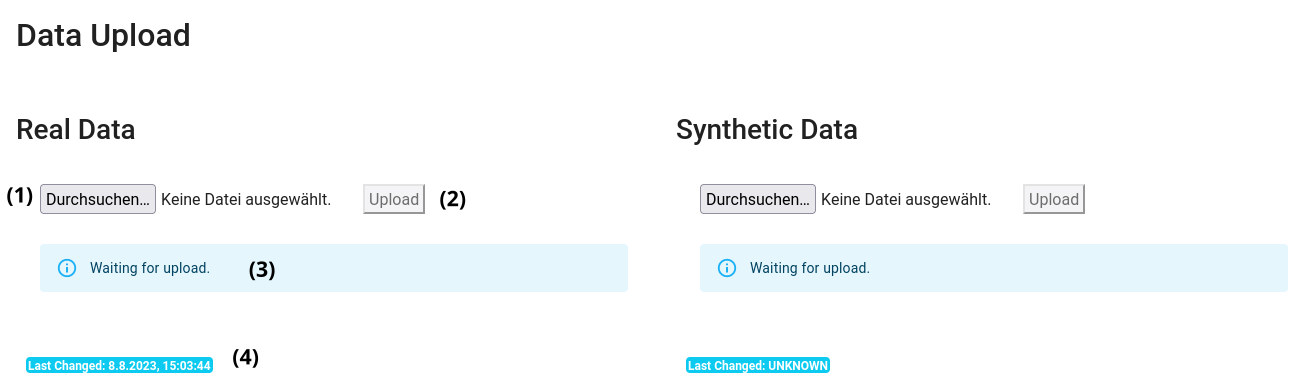 Data Upload
Real Data
Synthetic Data
(1) Durchsuchen... Keine Datei ausgewählt. Upload (2)
Durchsuchen... Keine Datei ausgewählt. Upload
Waiting for upload. (3)
Waiting for upload.
Last Changed: 8.8.2023, 15:03:44 (4)
Last Changed: UNKNOWN